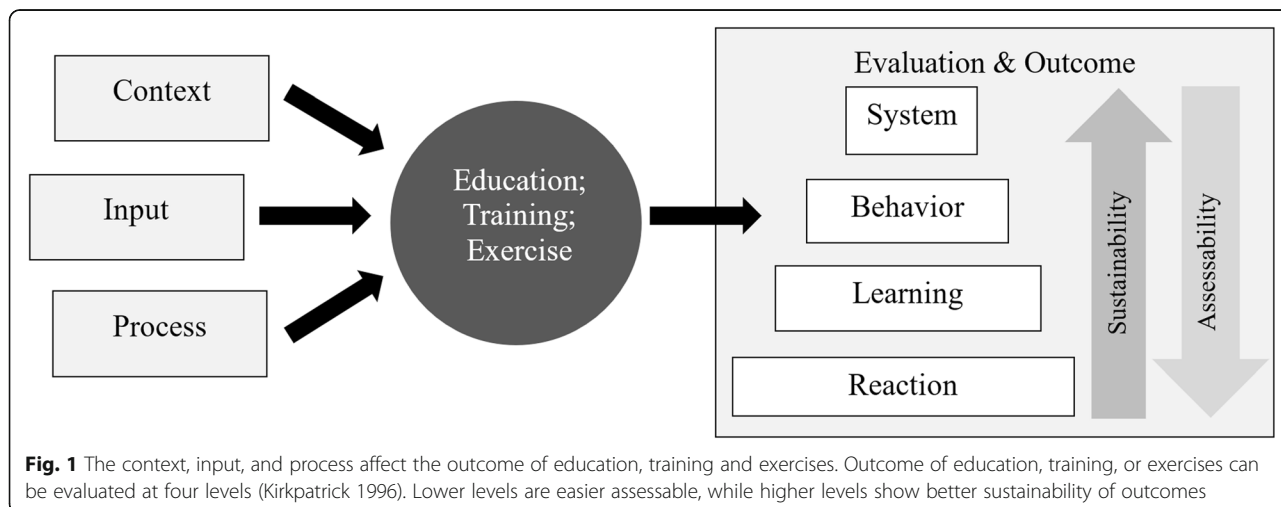 Context
Input
Process
Education;
Training;
Exercise
Evaluation & Outcome
System
Behavior
Learning
Reaction
Sustainability
Assessability
Fig. 1 The context, input, and process affect the outcome of education, training and exercises. Outcome of education, training, or exercises can
be evaluated at four levels (Kirkpatrick 1996). Lower levels are easier assessable, while higher levels show better sustainability of outcomes